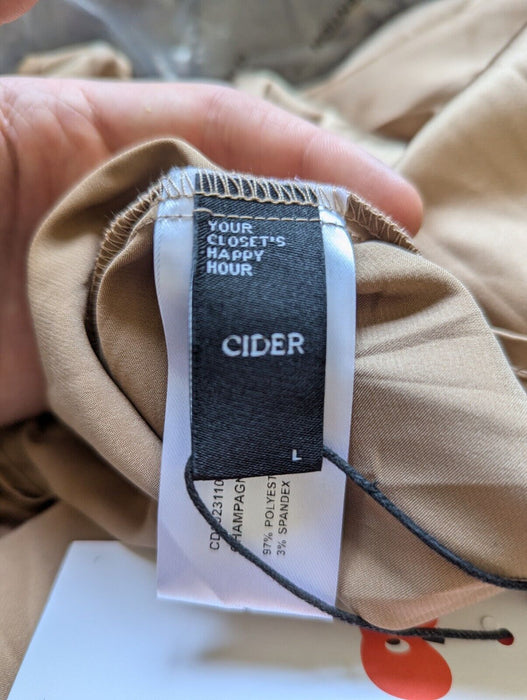 YOUR
CLOSET'S
HAPPY
HOUR
CIDER
L
97% POLYEST
3% SPANDEX